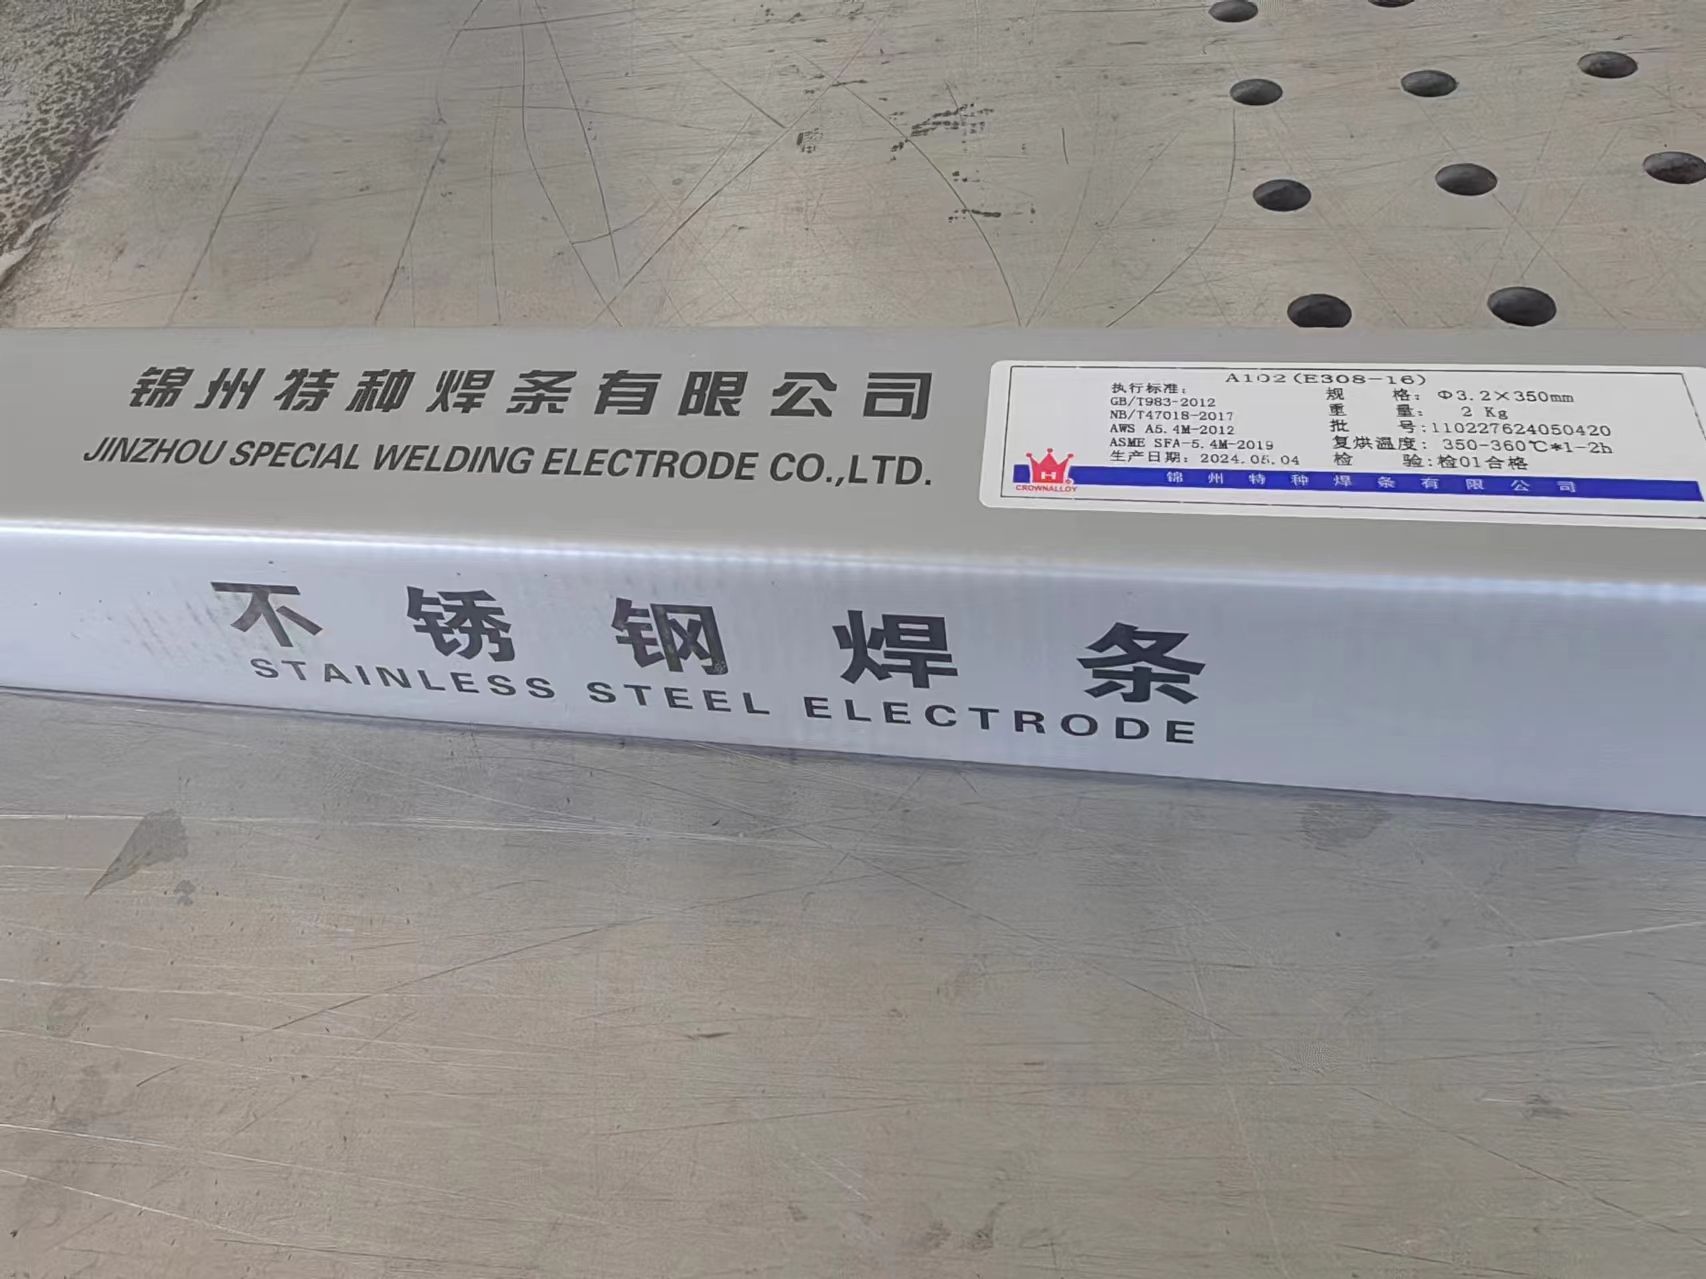 锦州特种焊条有限公司
JINZHOU SPECIAL WELDING ELECTRODE CO.,LTD.
A102(E308-16)
执行标准:
GB/T983-2012
NB/T47018-2017
AWS A5.4M-2012
ASME SFA-5.4M-2019
生产日期: 2024.05.04
规 格: Φ3.2×350mm
重 量: 2 Kg
批 号:110227624050420
复烘温度: 350-360℃*1-2h
检 验:检01合格
H
CROWNALLOY
锦州特种焊条有限公司
不锈钢焊条
STAINLESS STEEL ELECTRODE